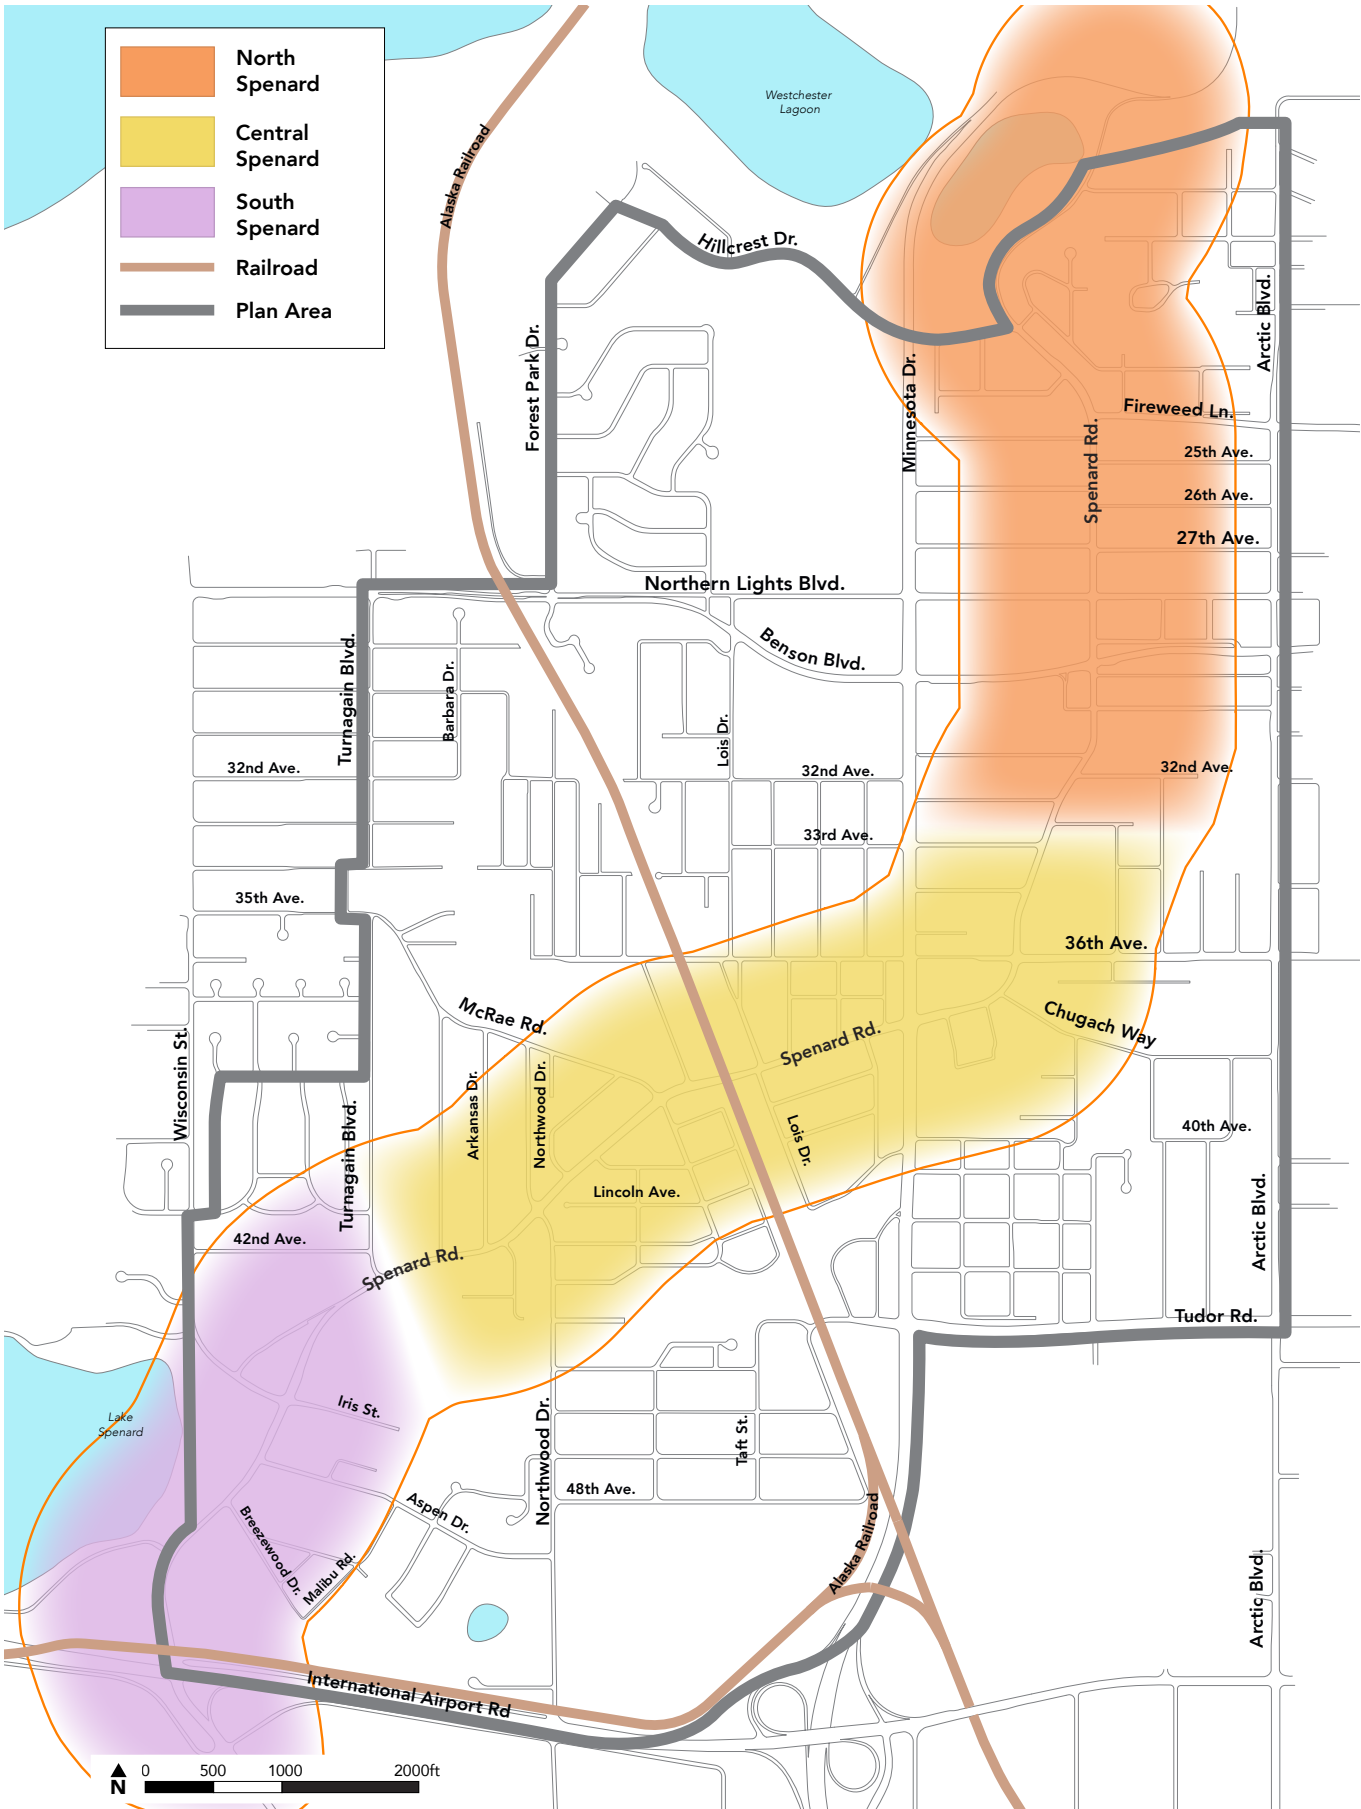 North
Spenard
Central
Spenard
South
Spenard
Railroad
Plan Area
Westchester
Lagoon
Alaska Railroad
Hillcrest Dr.
Forest Park Dr.
Arctic Blvd.
Minnesota Dr.
Fireweed Ln.
Spenard Rd.
25th Ave.
26th Ave.
27th Ave.
Northern Lights Blvd.
Benson Blvd.
Turnagain Blvd.
Barbara Dr.
Lois Dr.
32nd Ave.
32nd Ave.
32nd Ave.
33rd Ave.
35th Ave.
36th Ave.
McRae Rd.
Chugach Way
Spenard Rd.
Wisconsin St.
Arkansas Dr.
Northwood Dr.
Turnagain Blvd.
Lois Dr.
40th Ave.
Lincoln Ave.
Arctic Blvd.
42nd Ave.
Spenard Rd.
Tudor Rd.
Lake
Spenard
Iris St.
Northwood Dr.
Taft St.
48th Ave.
Aspen Dr.
Breezewood Dr.
Malibu Rd.
Alaska Railroad
Arctic Blvd.
International Airport Rd
N
0 500 1000 2000ft